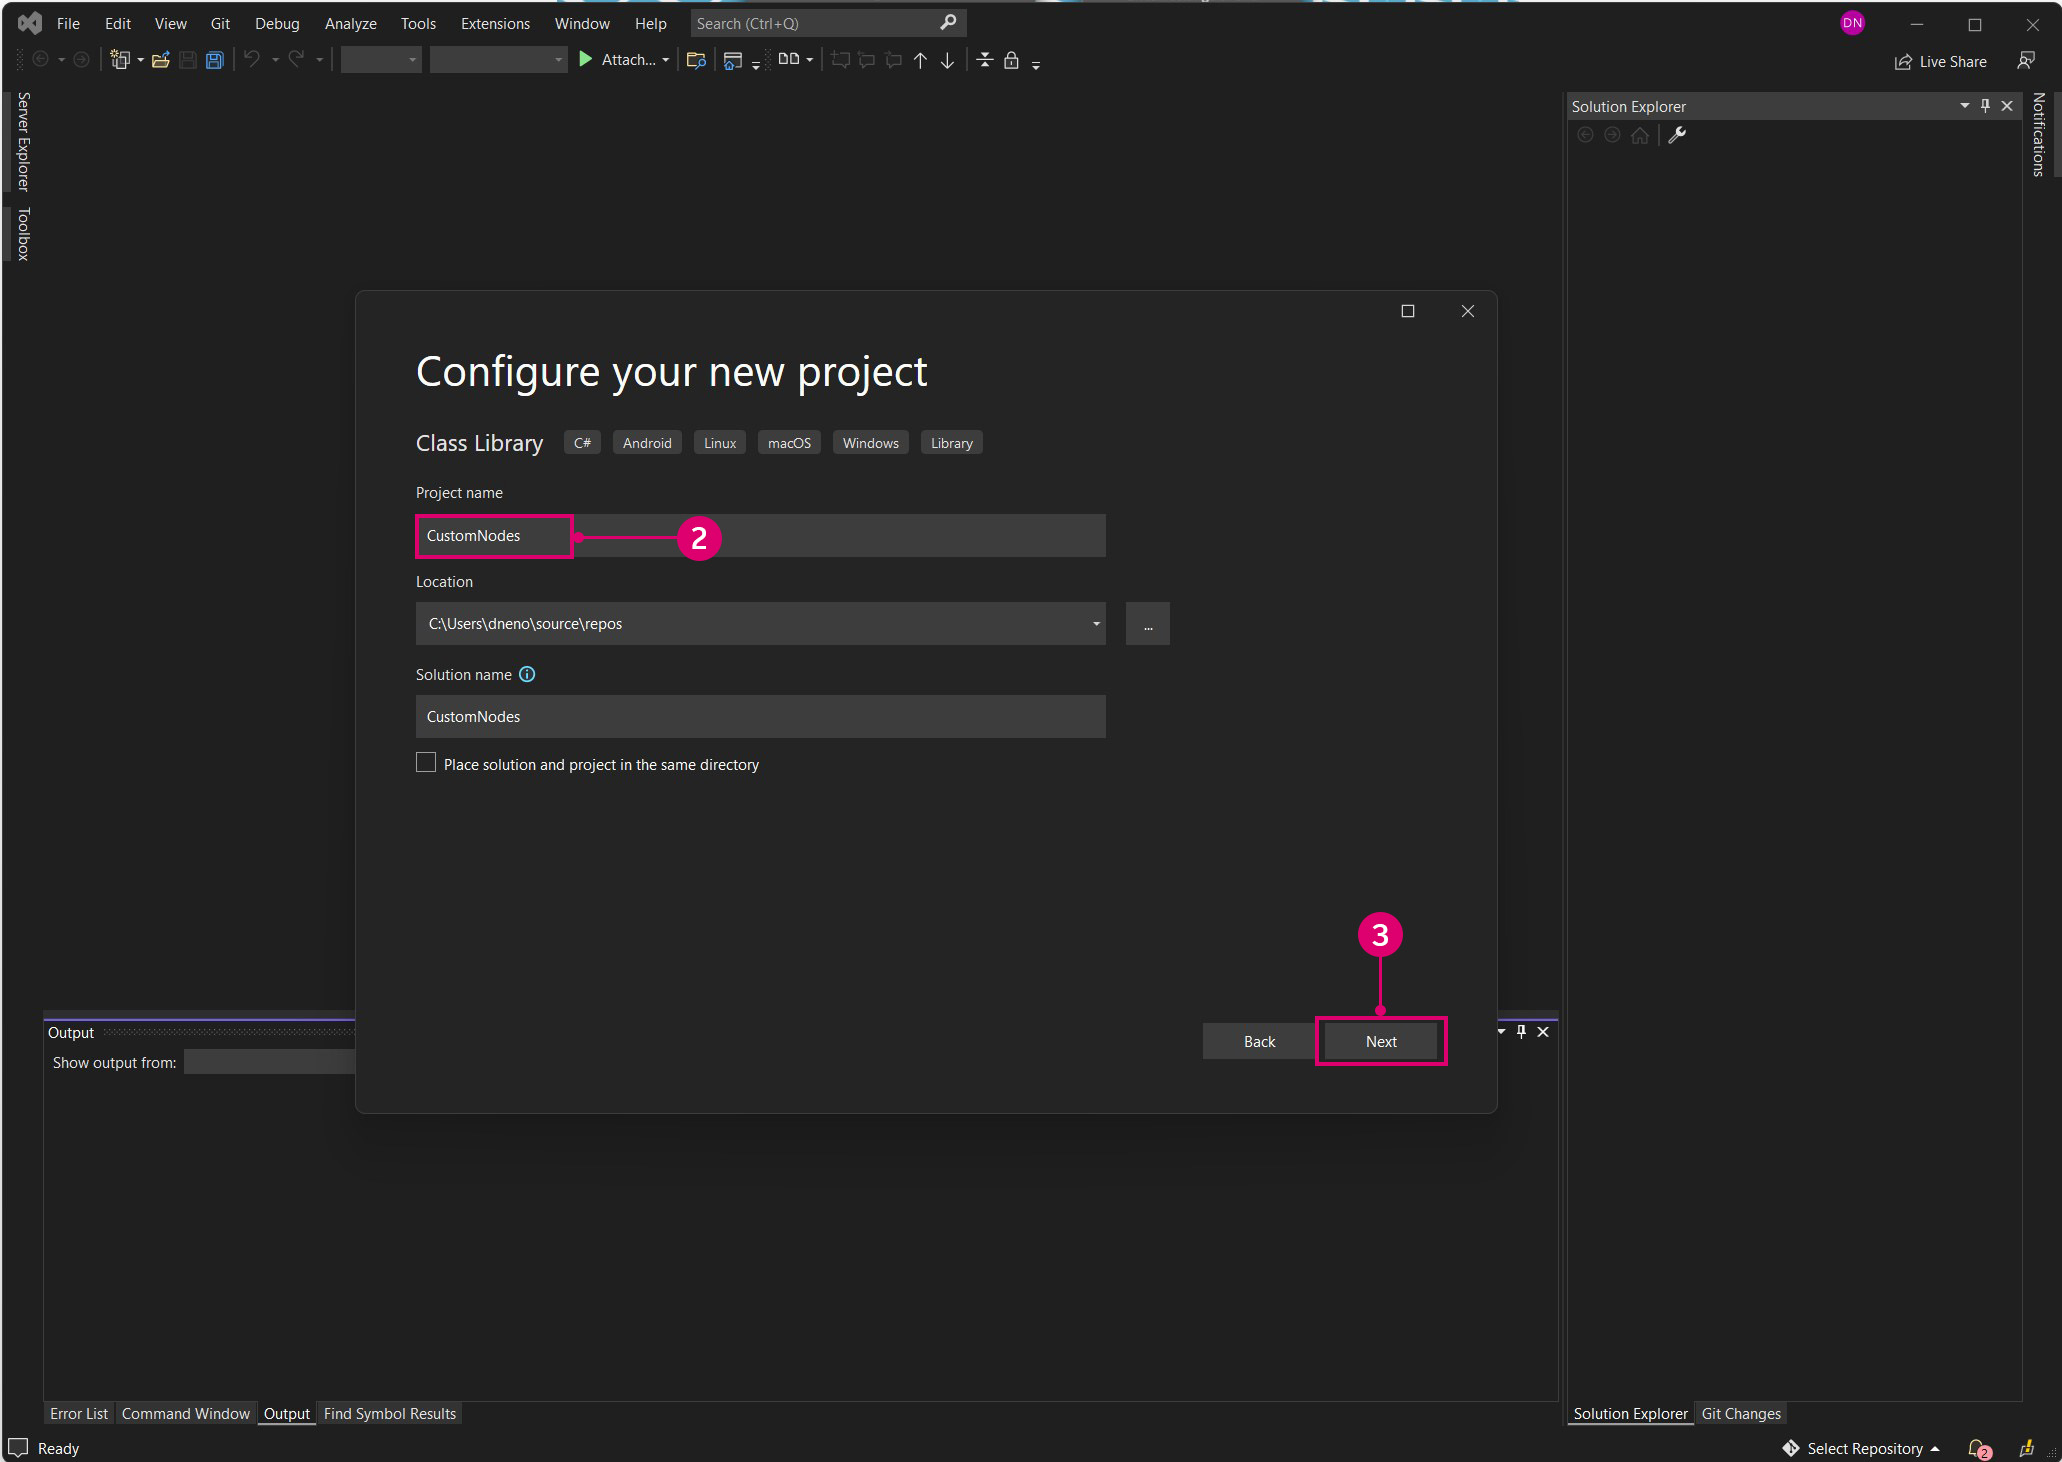 File Edit View Git Debug Analyze Tools Extensions Window Help Search (Ctrl+Q) DN
Attach... Live Share
Server Explorer
Toolbox
Solution Explorer
Notifications
Configure your new project
Class Library C# Android Linux macOS Windows Library
Project name
CustomNodes 2
Location
C:\Users\dneno\source\repos ...
Solution name
CustomNodes
Place solution and project in the same directory
3
Back Next
Output
Show output from:
Error List Command Window Output Find Symbol Results
Solution Explorer Git Changes
Ready Select Repository 2